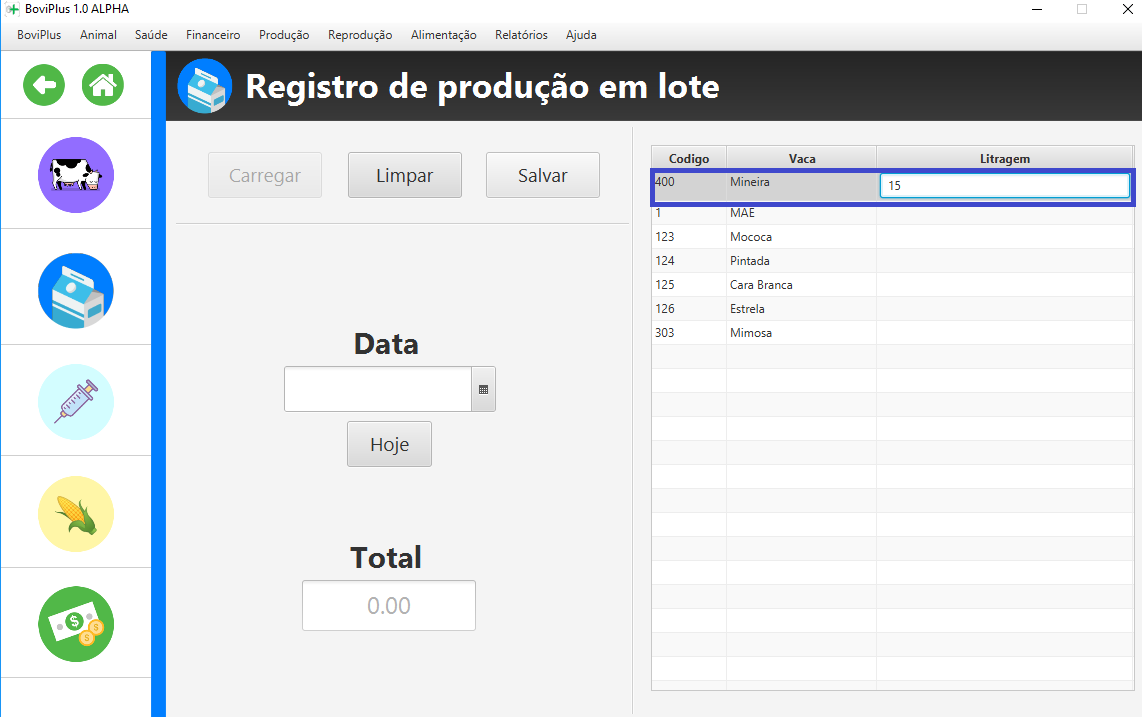 BoviPlus 1.0 ALPHA
BoviPlus Animal Saúde Financeiro Produção Reprodução Alimentação Relatórios Ajuda
Registro de produção em lote
Carregar Limpar Salvar
Data
Hoje
Total
0.00
Codigo Vaca Litragem
400 Mineira 15
1 MAE
123 Mococa
124 Pintada
125 Cara Branca
126 Estrela
303 Mimosa